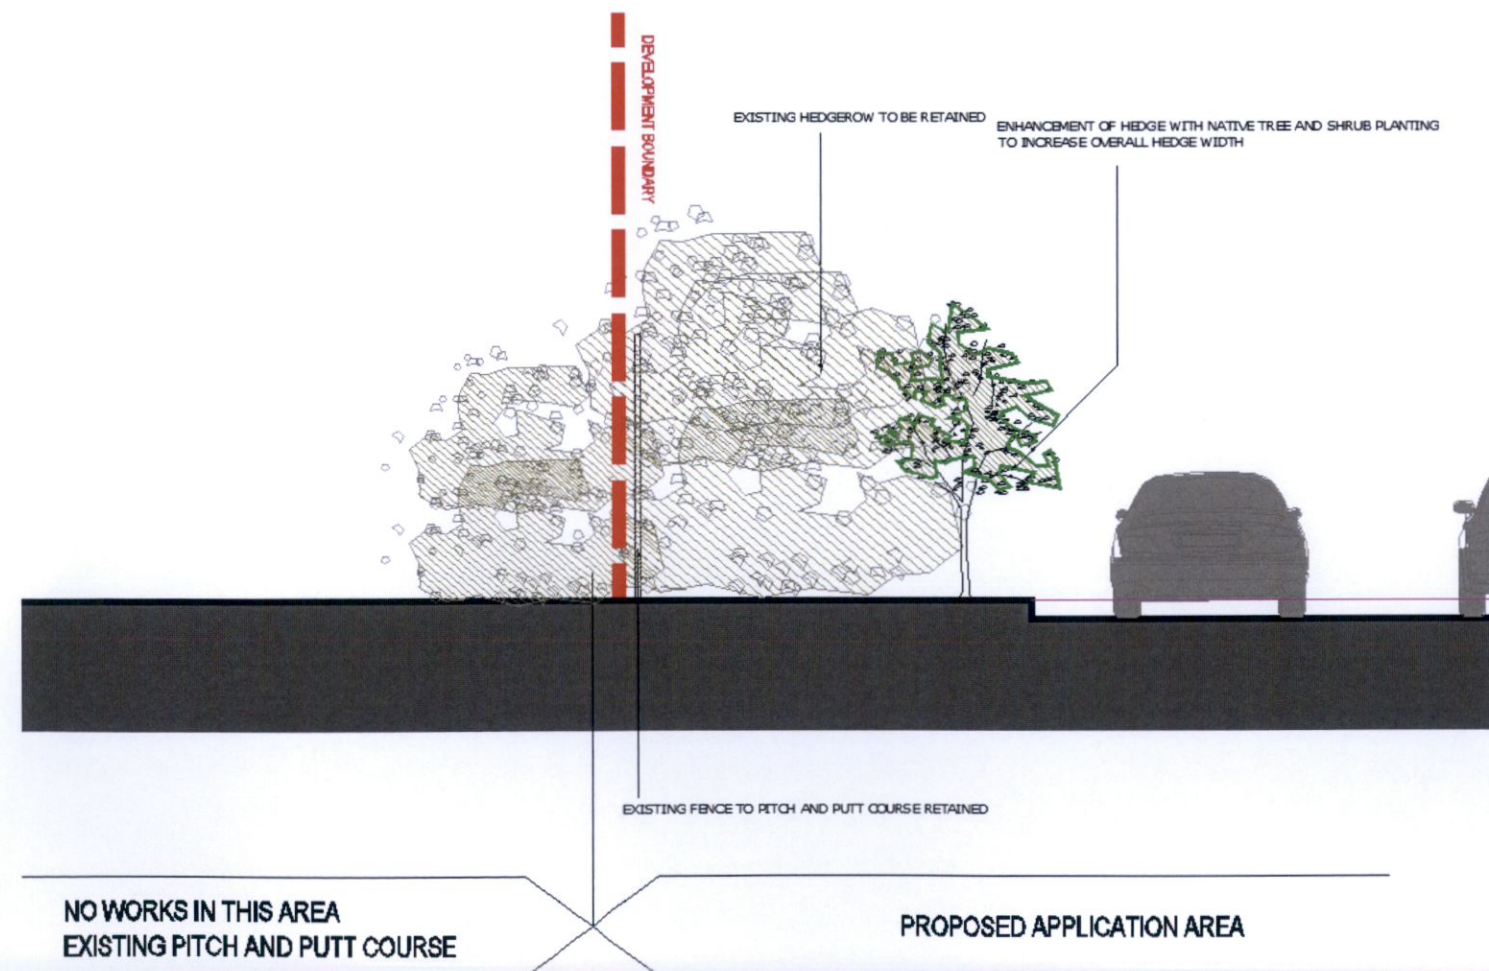 DEVELOPMENT BOUNDARY
EXISTING HEDGEROW TO BE RETAINED
ENHANCEMENT OF HEDGE WITH NATIVE TREE AND SHRUB PLANTING
TO INCREASE OVERALL HEDGE WIDTH
EXISTING FENCE TO PITCH AND PUTT COURSE RETAINED
NO WORKS IN THIS AREA
EXISTING PITCH AND PUTT COURSE
PROPOSED APPLICATION AREA